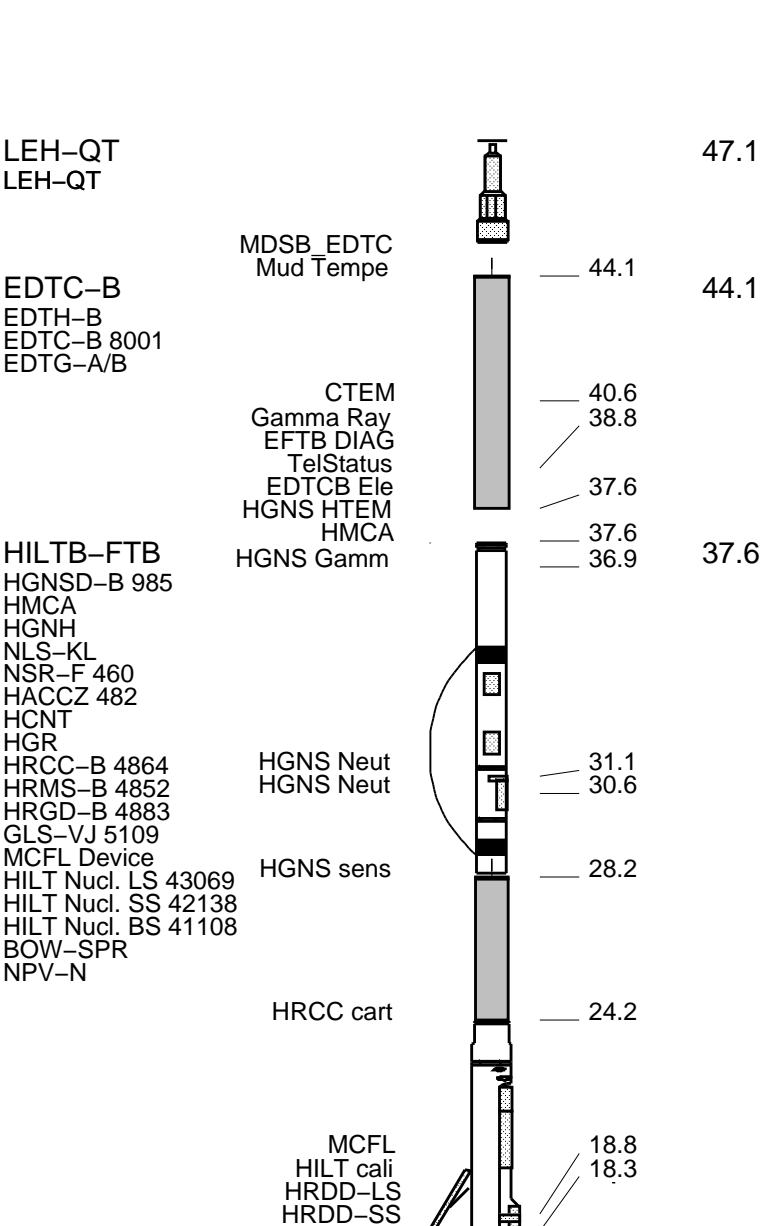 LEH−QT 47.1
LEH−QT
MDSB_EDTC
Mud Tempe 44.1
EDTC−B 44.1
EDTH−B
EDTC−B 8001
EDTG−A/B
CTEM 40.6
Gamma Ray 38.8
EFTB DIAG
TelStatus
EDTCB Ele 37.6
HGNS HTEM
HMCA 37.6
HILTB−FTB HGNS Gamm 36.9 37.6
HGNSD−B 985
HMCA
HGNH
NLS−KL
NSR−F 460
HACCZ 482
HCNT
HGR
HRCC−B 4864 HGNS Neut 31.1
HRMS−B 4852 HGNS Neut 30.6
HRGD−B 4883
GLS−VJ 5109
MCFL Device
HILT Nucl. LS 43069 HGNS sens 28.2
HILT Nucl. SS 42138
HILT Nucl. BS 41108
BOW−SPR
NPV−N
HRCC cart 24.2
MCFL 18.8
HILT cali 18.3
HRDD−LS
HRDD−SS